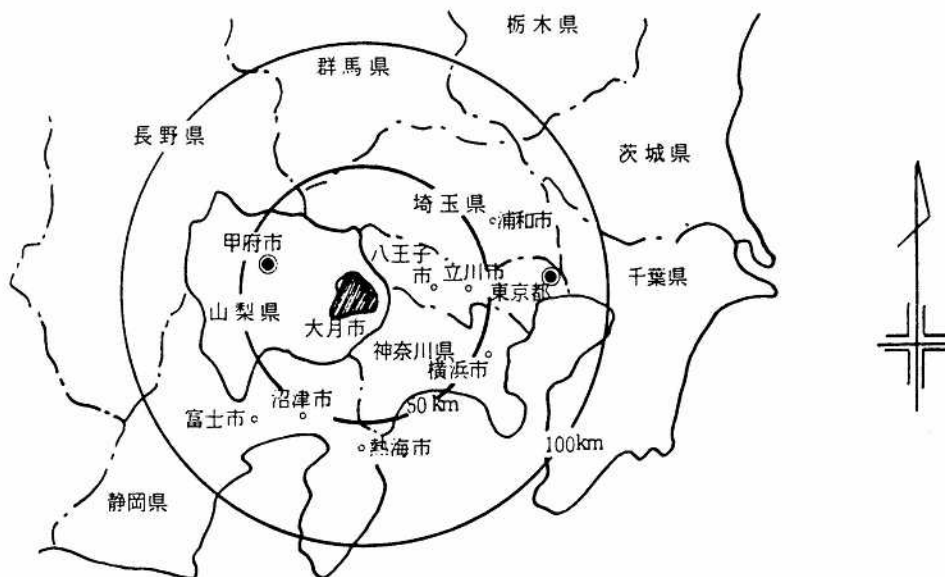 栃木県
群馬県
長野県
茨城県
埼玉県
浦和市
甲府市
八王子
市
立川市
東京都
千葉県
山梨県
大月市
神奈川県
横浜市
沼津市
富士市
50km
熱海市
100km
静岡県